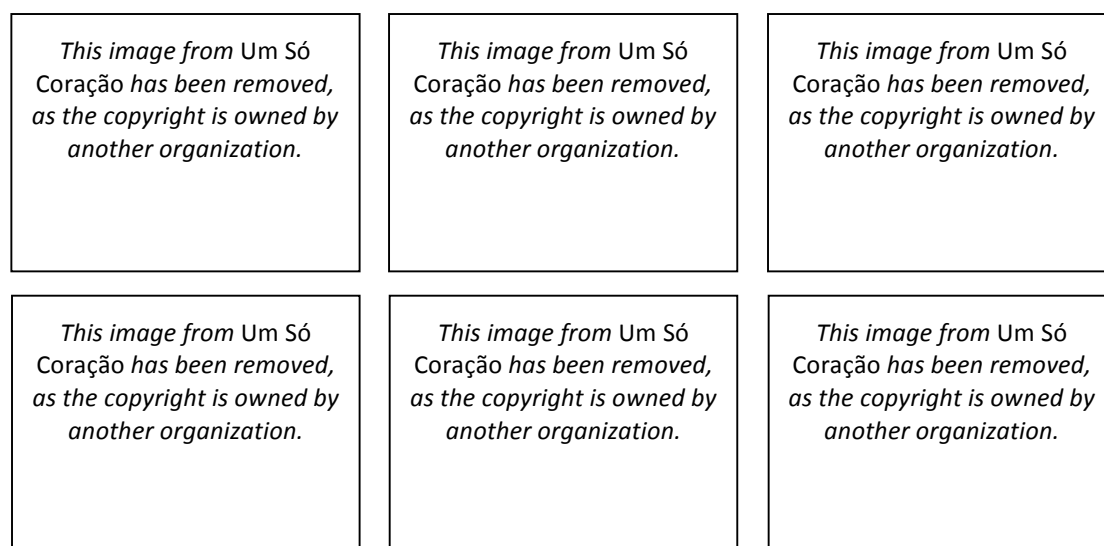 This image from Um Só
Coração has been removed,
as the copyright is owned by
another organization.
This image from Um Só
Coração has been removed,
as the copyright is owned by
another organization.
This image from Um Só
Coração has been removed,
as the copyright is owned by
another organization.
This image from Um Só
Coração has been removed,
as the copyright is owned by
another organization.
This image from Um Só
Coração has been removed,
as the copyright is owned by
another organization.
This image from Um Só
Coração has been removed,
as the copyright is owned by
another organization.